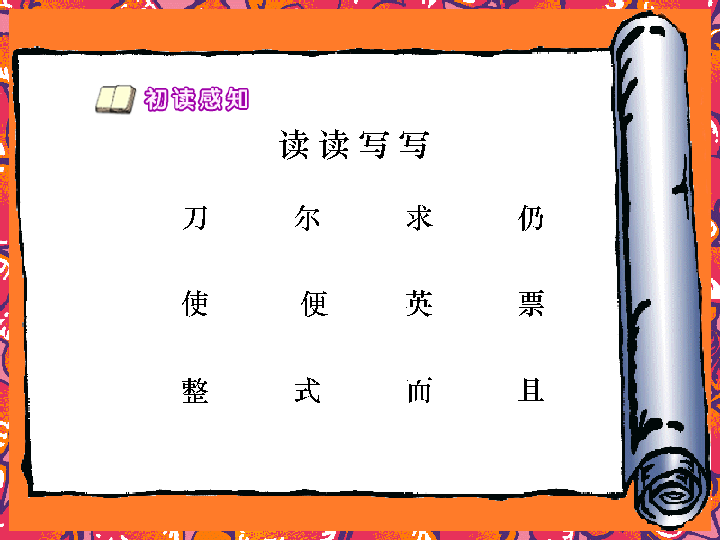 初读感知
读读写写
刀 尔 求 仍
使 便 英 票
整 式 而 且